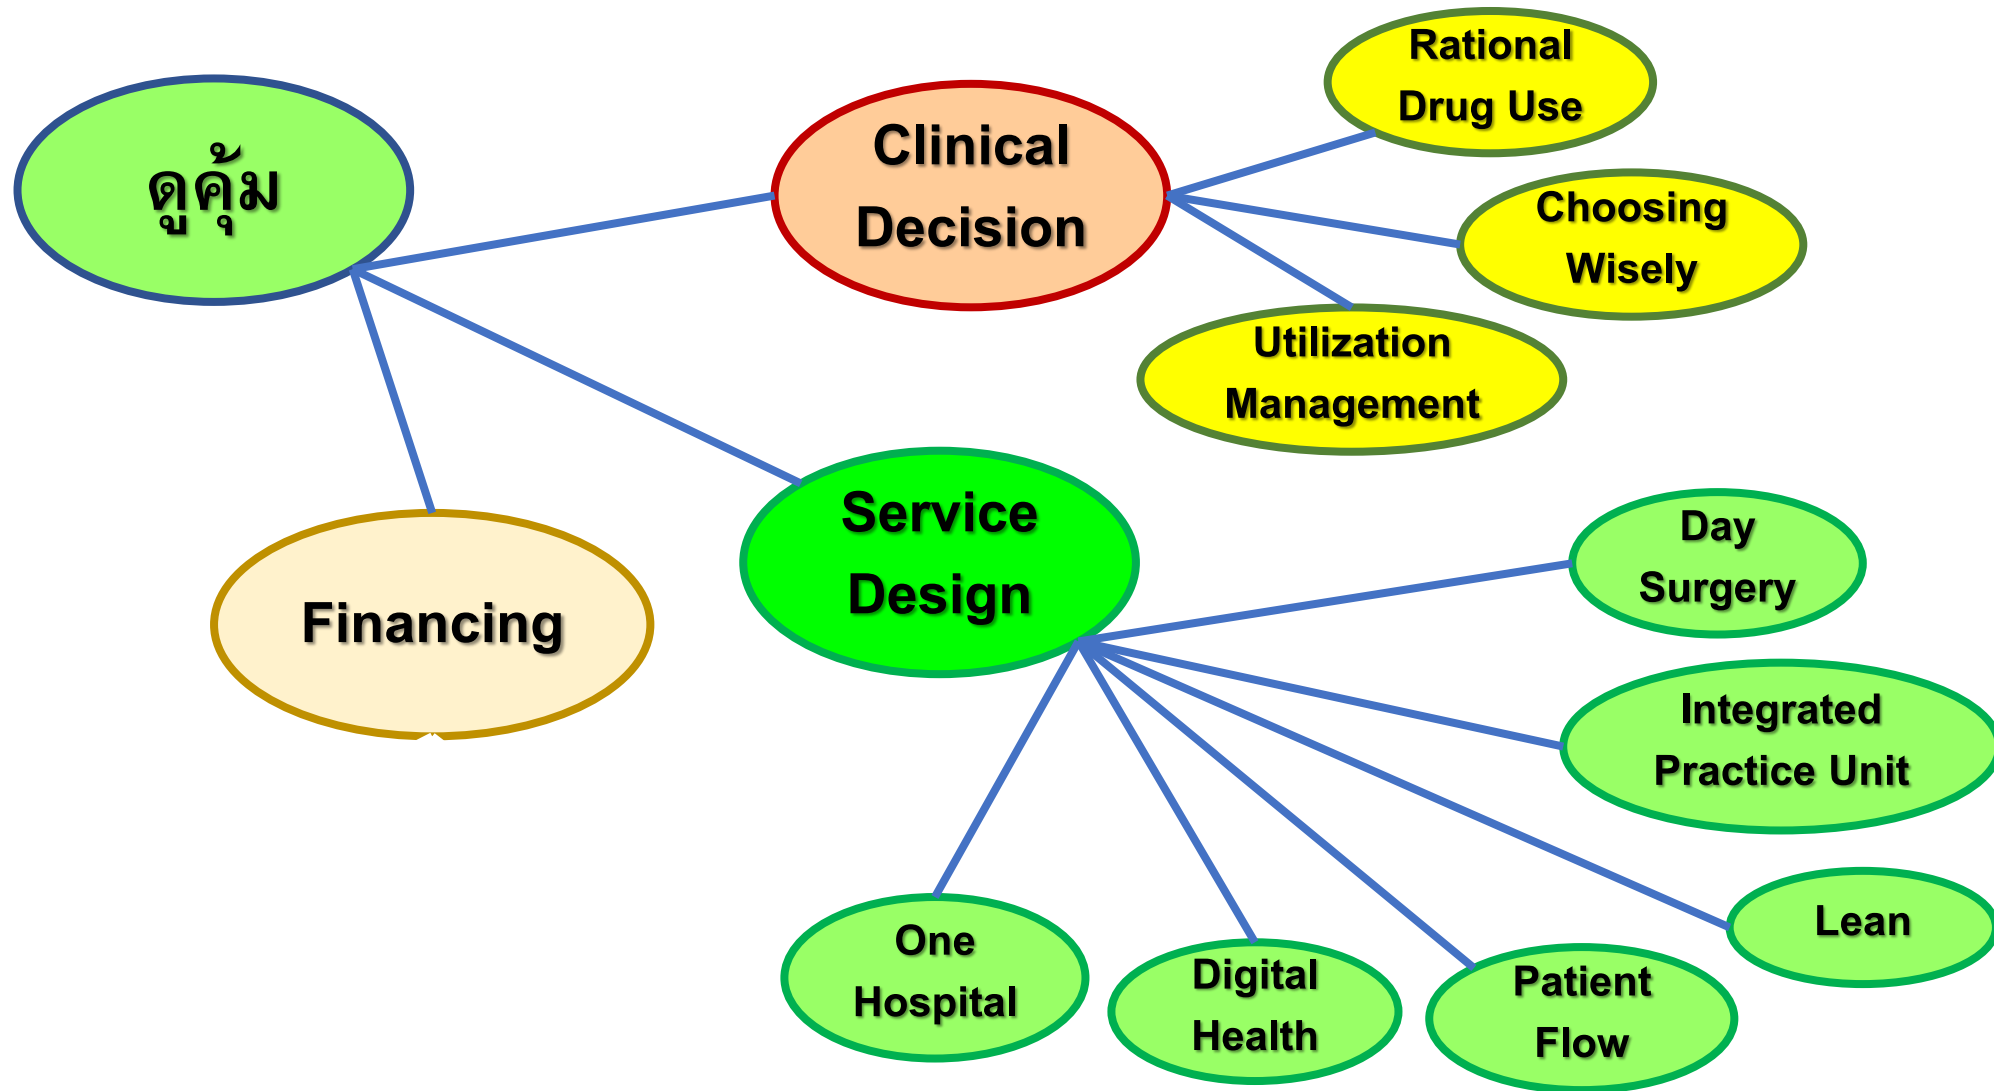 ดูคุ้ม
Clinical
Decision
Rational
Drug Use
Choosing
Wisely
Utilization
Management
Financing
Service
Design
Day
Surgery
Integrated
Practice Unit
Lean
Patient
Flow
Digital
Health
One
Hospital